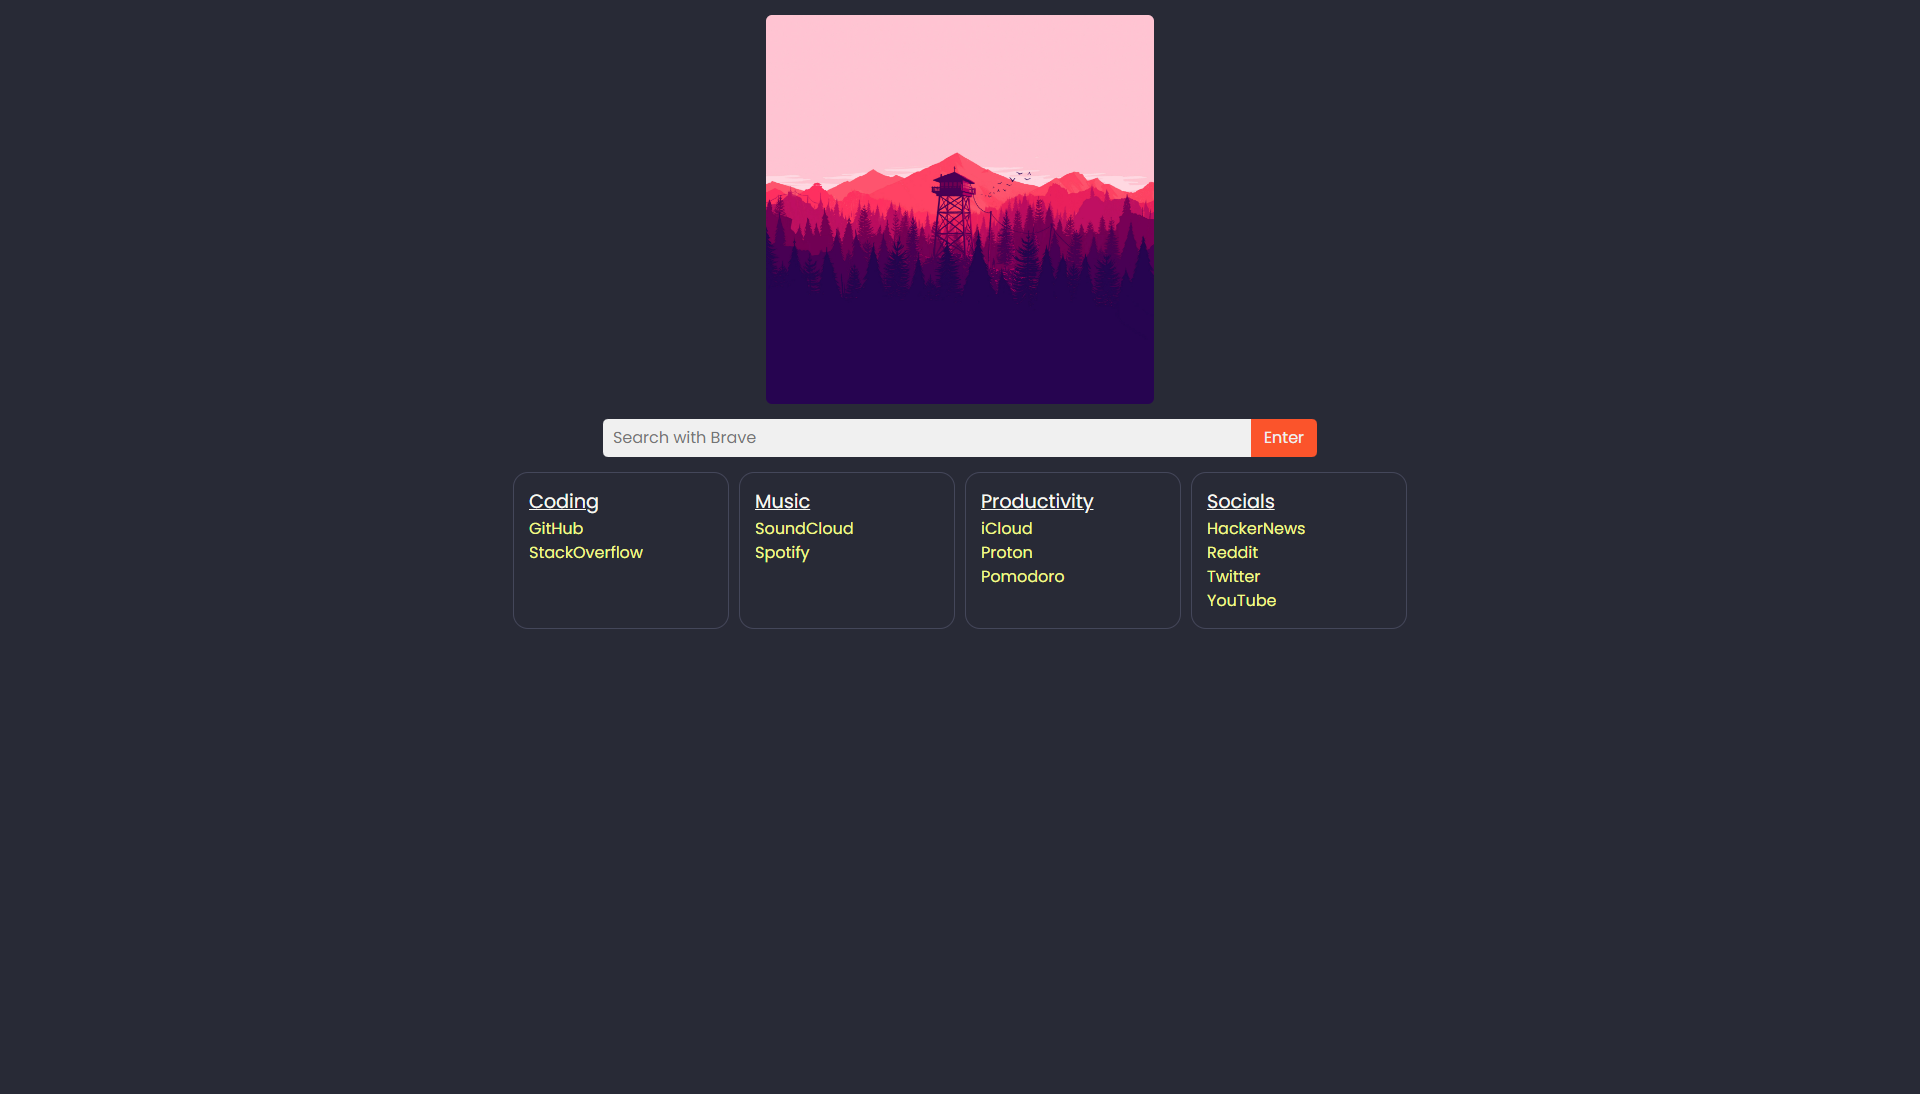 Search with Brave
Enter
Coding
GitHub
StackOverflow
Music
SoundCloud
Spotify
Productivity
iCloud
Proton
Pomodoro
Socials
HackerNews
Reddit
Twitter
YouTube